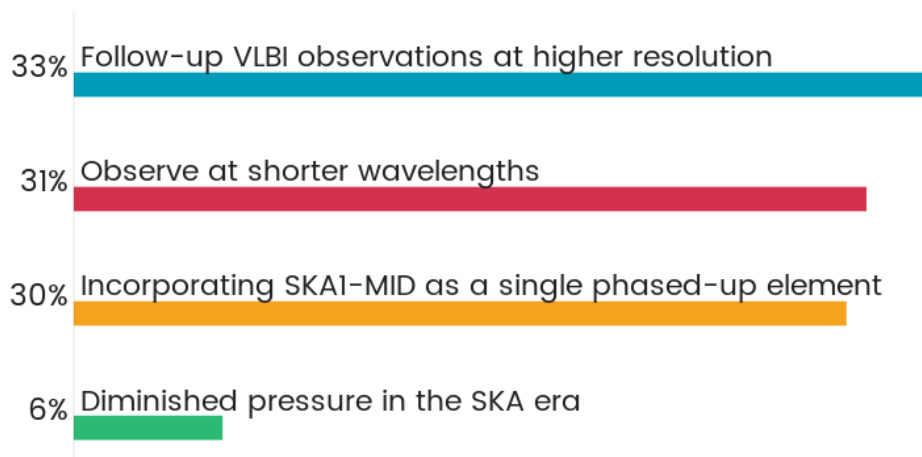 33% Follow-up VLBI observations at higher resolution
31% Observe at shorter wavelengths
30% Incorporating SKA1-MID as a single phased-up element
6% Diminished pressure in the SKA era